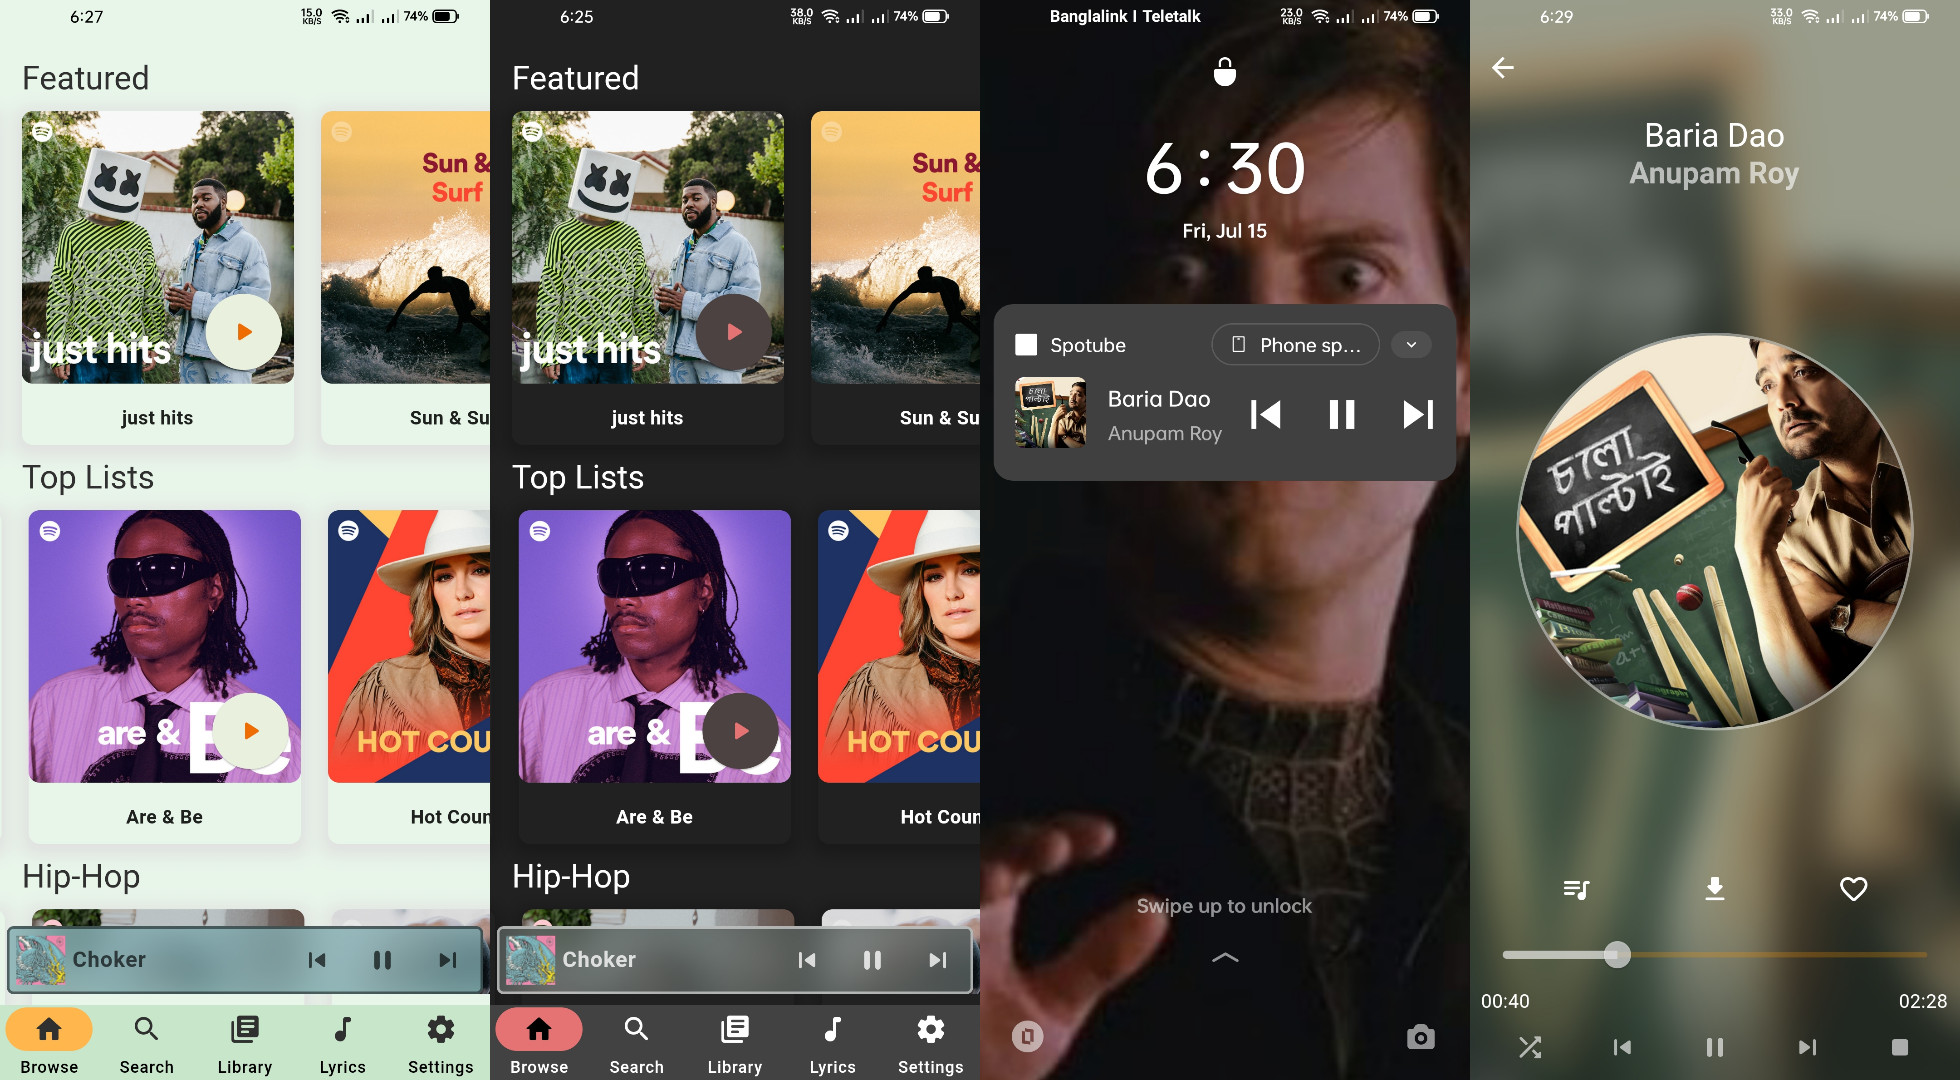 6:27
15.0 KB/S
74%
Featured
just hits
Sun &
Surf
just hits
Sun & Su
Top Lists
are & Be
HOT COU
Are & Be
Hot Coun
Hip-Hop
Choker
Browse Search Library Lyrics Settings
6:25
38.0 KB/S
74%
Featured
just hits
Sun &
Surf
just hits
Sun & Su
Top Lists
are & Be
HOT COU
Are & Be
Hot Coun
Hip-Hop
Choker
Browse Search Library Lyrics Settings
Banglalink | Teletalk
23.0 KB/S
74%
6:30
Fri, Jul 15
Spotube
Phone sp...
Baria Dao
Anupam Roy
Swipe up to unlock
6:29
33.0 KB/S
74%
Baria Dao
Anupam Roy
চলো
পাল্টাই
00:40
02:28